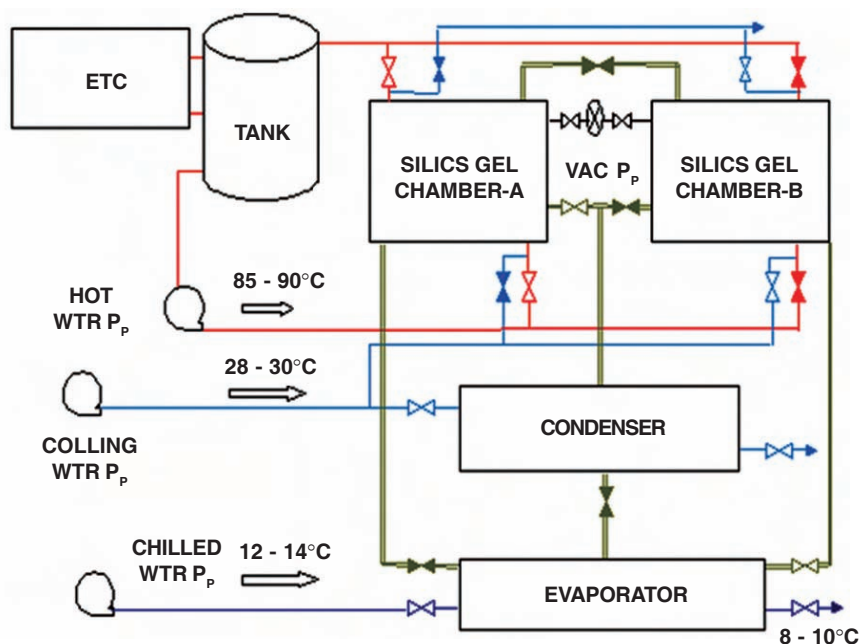 ETC
TANK
SILICS GEL
CHAMBER-A
VAC Pₚ
SILICS GEL
CHAMBER-B
85 - 90°C
HOT
WTR Pₚ
28 - 30°C
COLLING
WTR Pₚ
CONDENSER
CHILLED
WTR Pₚ
12 - 14°C
EVAPORATOR
8 - 10°C